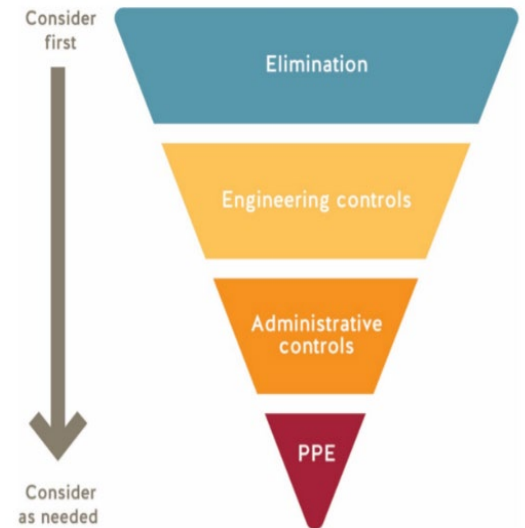 Consider
first
Elimination
Engineering controls
Administrative
controls
PPE
Consider
as needed